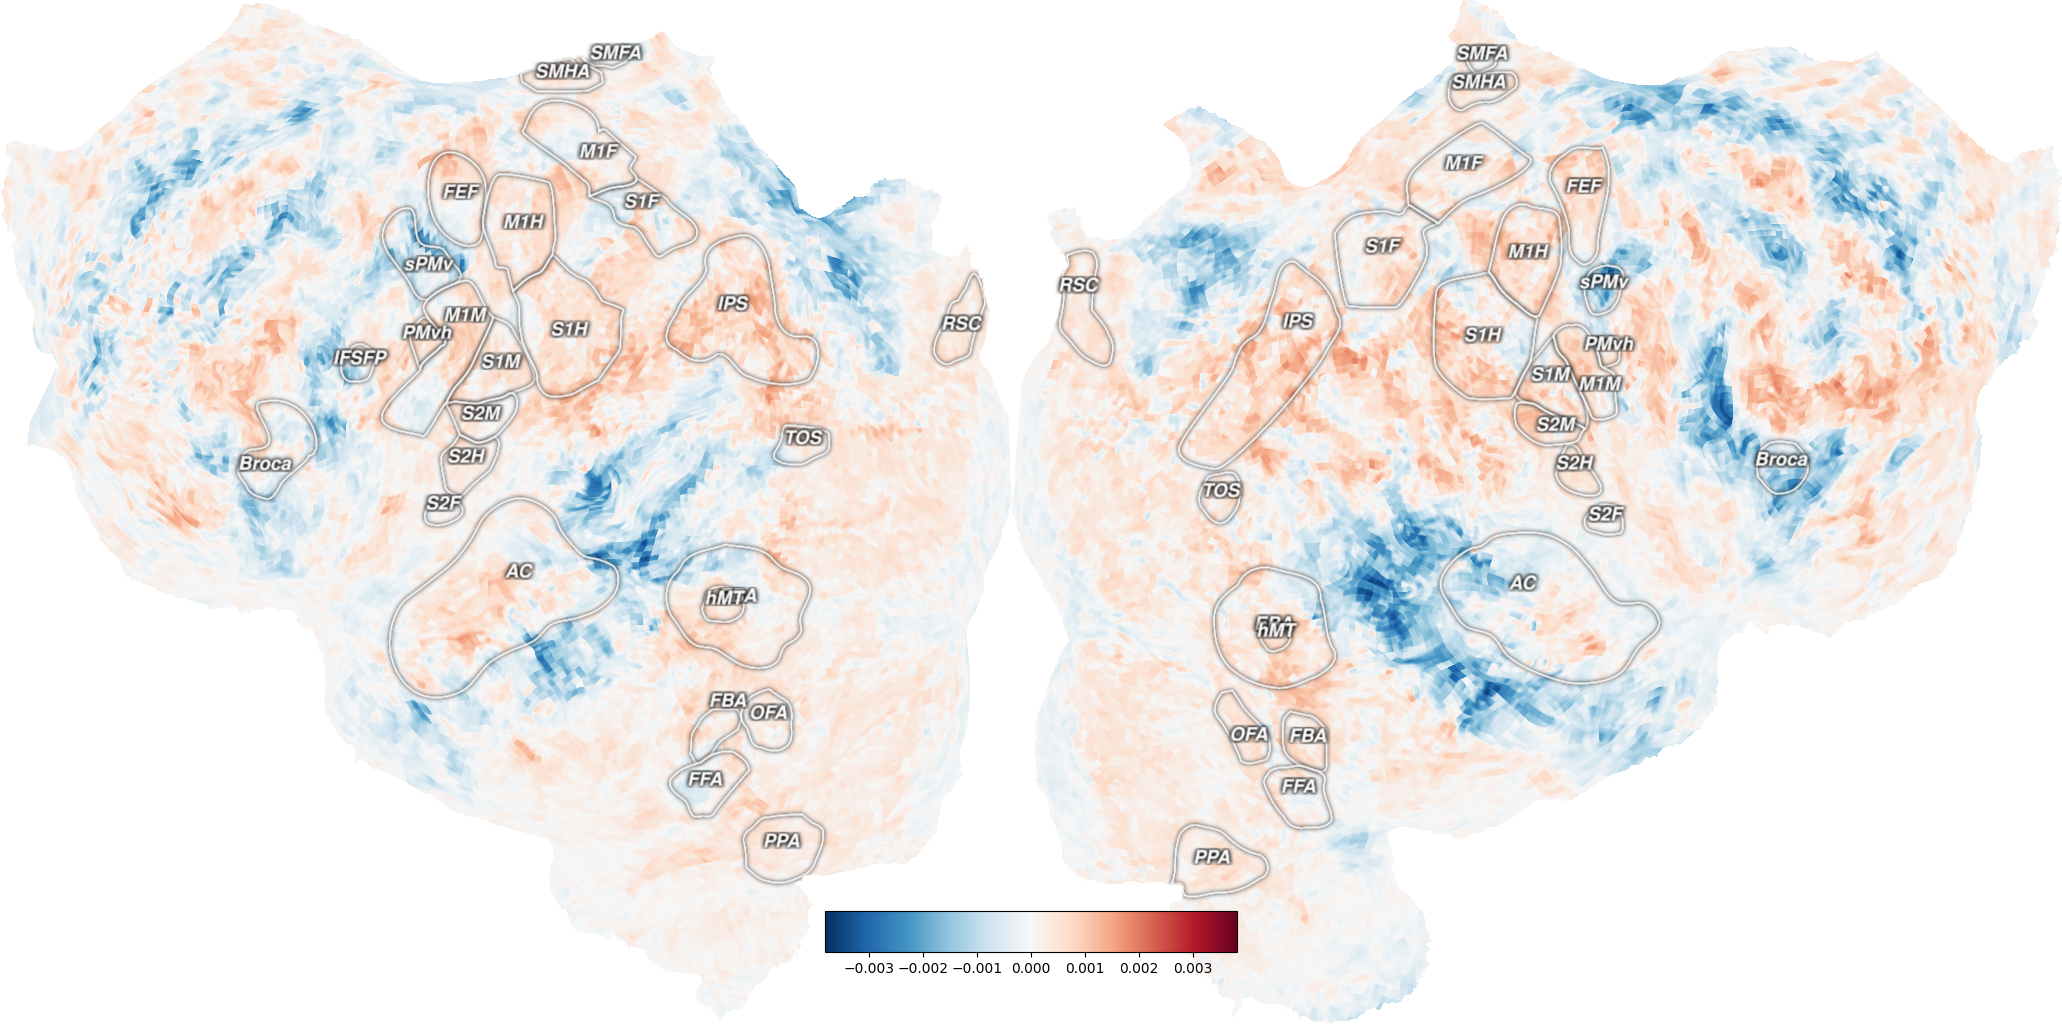 SMFA
SMHA
M1F
FEF
M1H
S1F
sPMv
IPS
M1M
PMvh
S1H
RSC
IFSFP
S1M
S2M
TOS
Broca
S2H
S2F
AC
hMT
FBA
OFA
FFA
PPA
SMFA
SMHA
M1F
FEF
S1F
M1H
RSC
sPMv
IPS
S1H
PMvh
S1M
M1M
S2M
Broca
S2H
TOS
S2F
AC
hMT
OFA
FBA
FFA
PPA
−0.003 −0.002 −0.001 0.000 0.001 0.002 0.003